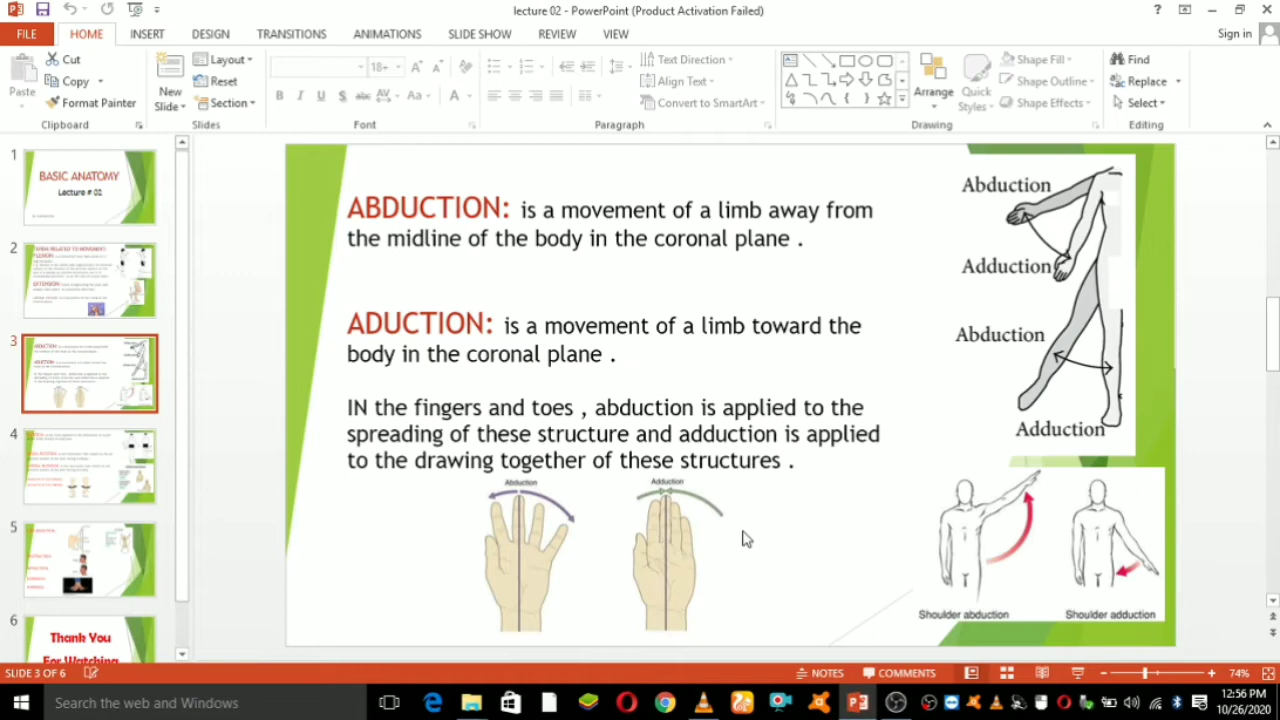 lecture 02 - PowerPoint (Product Activation Failed)
Sign in
FILE HOME INSERT DESIGN TRANSITIONS ANIMATIONS SLIDE SHOW REVIEW VIEW
Paste
Cut
Copy
Format Painter
New Slide
Layout
Reset
Section
18+
Text Direction
Align Text
Convert to SmartArt
Arrange
Quick Styles
Shape Fill
Shape Outline
Shape Effects
Find
Replace
Select
Clipboard Slides Font Paragraph Drawing Editing
1
BASIC ANATOMY
Lecture # 02
2
3
4
5
6
Thank You
For Watching
ABDUCTION: is a movement of a limb away from
the midline of the body in the coronal plane .
ADUCTION: is a movement of a limb toward the
body in the coronal plane .
IN the fingers and toes , abduction is applied to the
spreading of these structure and adduction is applied
to the drawing together of these structures .
Abduction
Adduction
Abduction
Adduction
Abduction
Adduction
Shoulder abduction
Shoulder adduction
SLIDE 3 OF 6
NOTES
COMMENTS
74%
Search the web and Windows
12:56 PM
10/26/2020